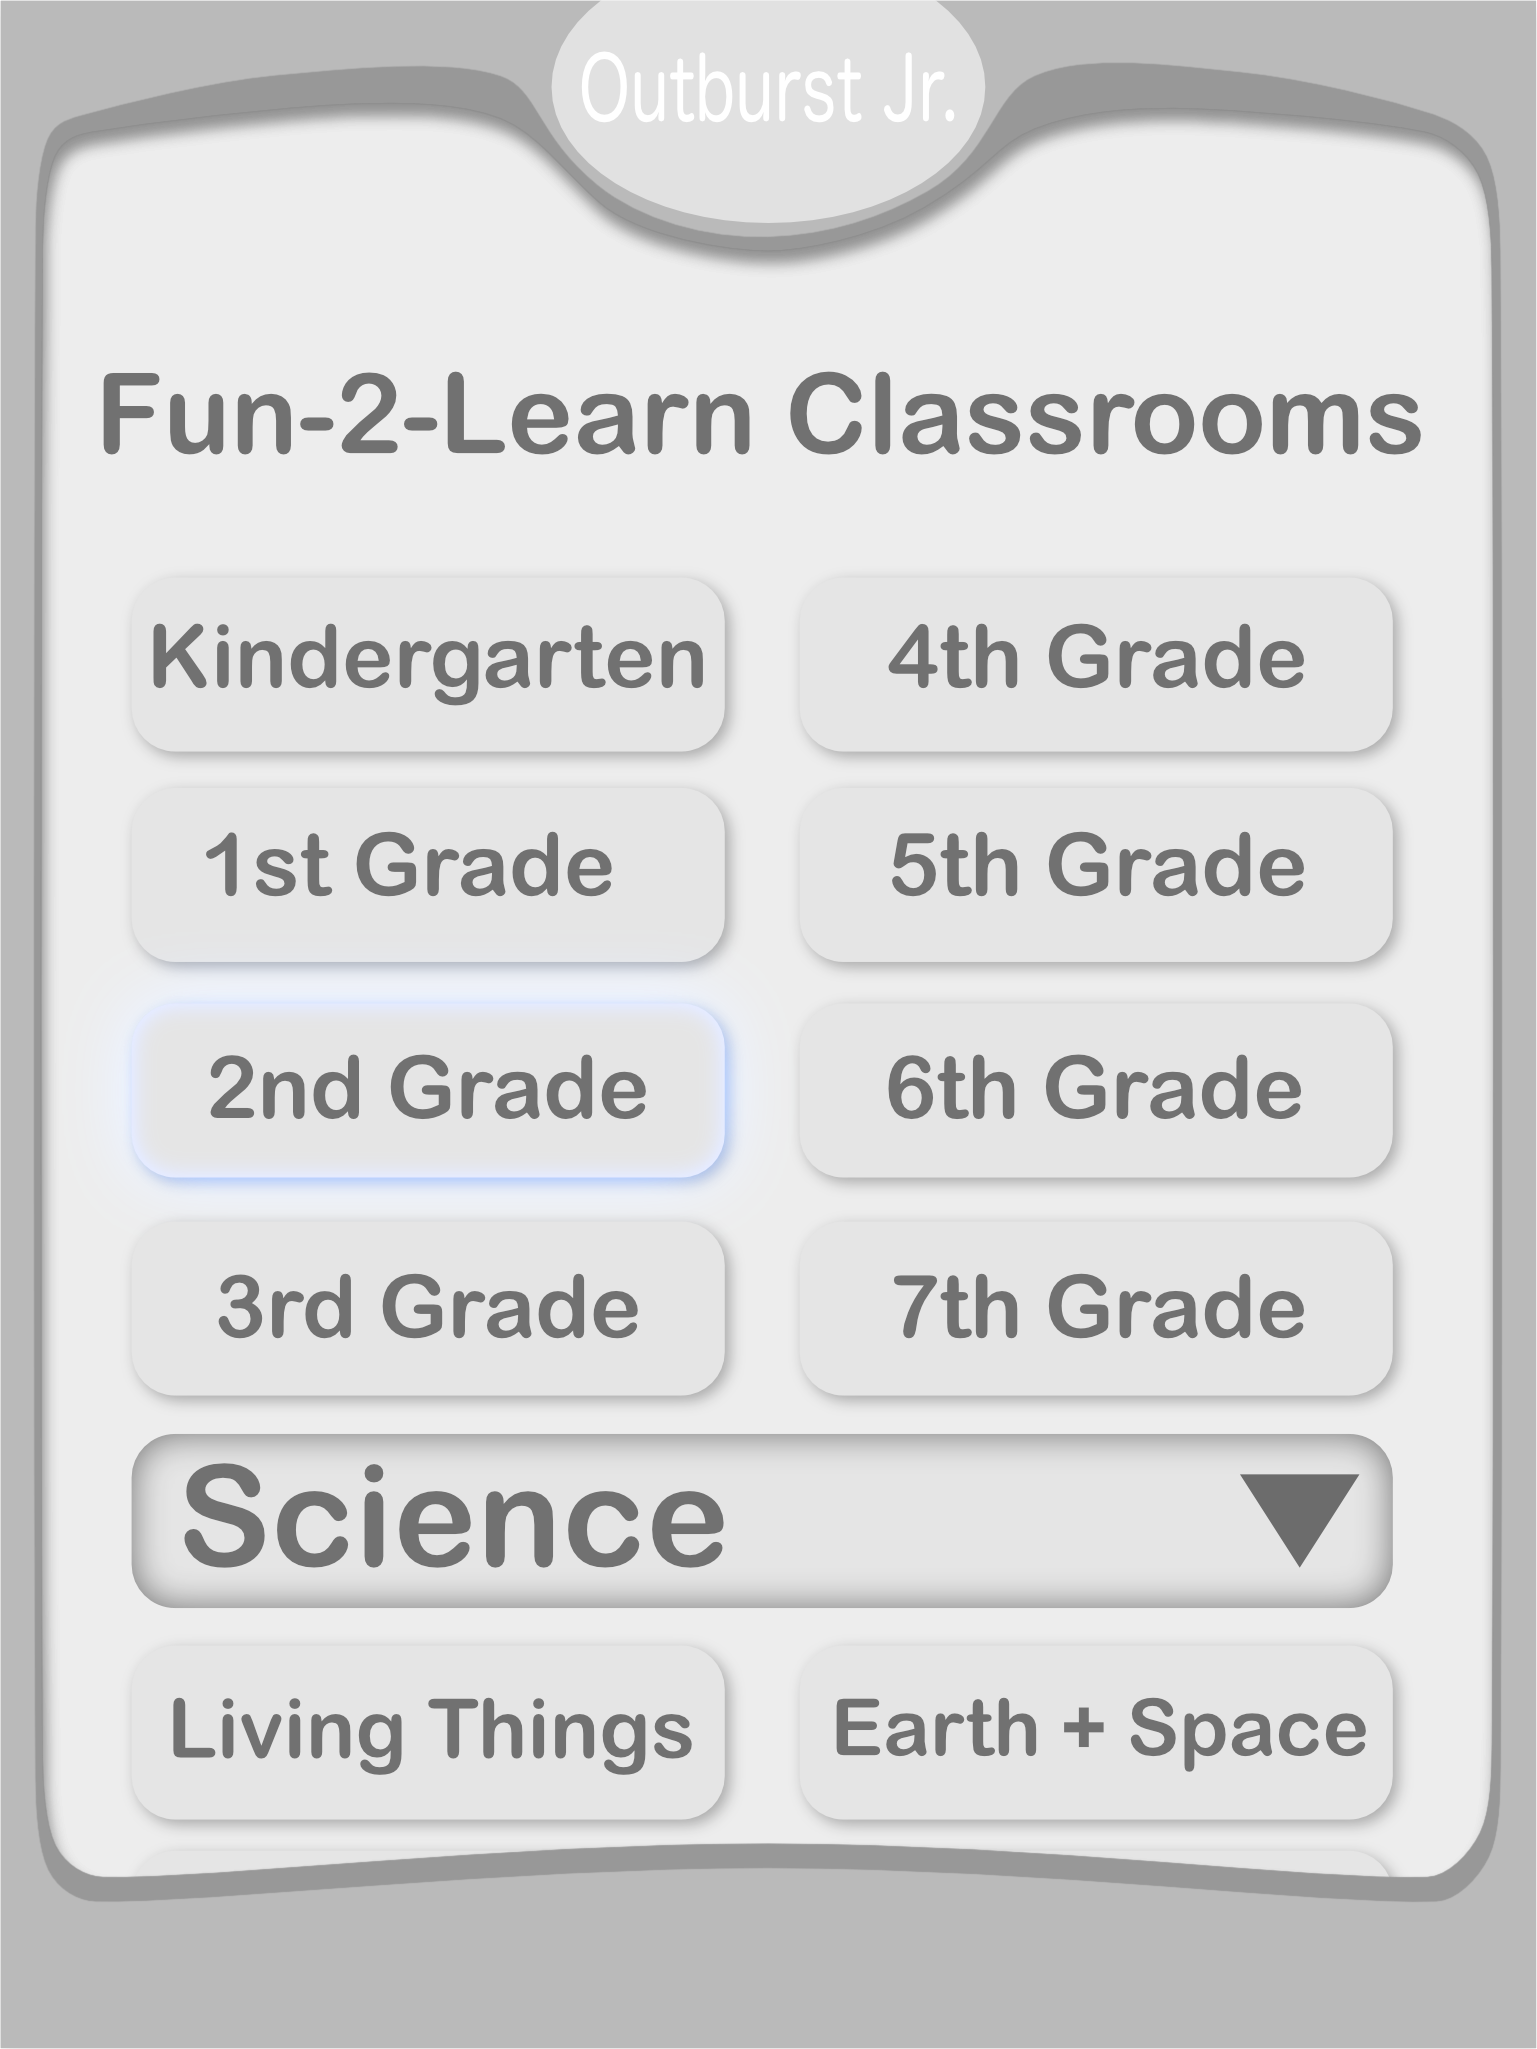 Outburst Jr.
Fun-2-Learn Classrooms
Kindergarten
4th Grade
1st Grade
5th Grade
2nd Grade
6th Grade
3rd Grade
7th Grade
Science
Living Things
Earth + Space